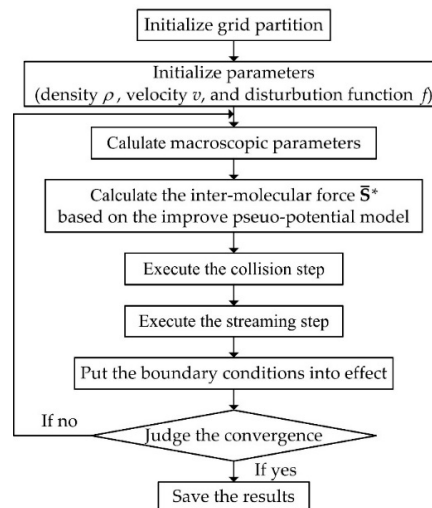 Initialize grid partition
Initialize parameters
(density ρ, velocity v, and disturbution function f)
Calulate macroscopic parameters
Calculate the inter-molecular force S̄*
based on the improve pseuo-potential model
Execute the collision step
Execute the streaming step
Put the boundary conditions into effect
If no
Judge the convergence
If yes
Save the results